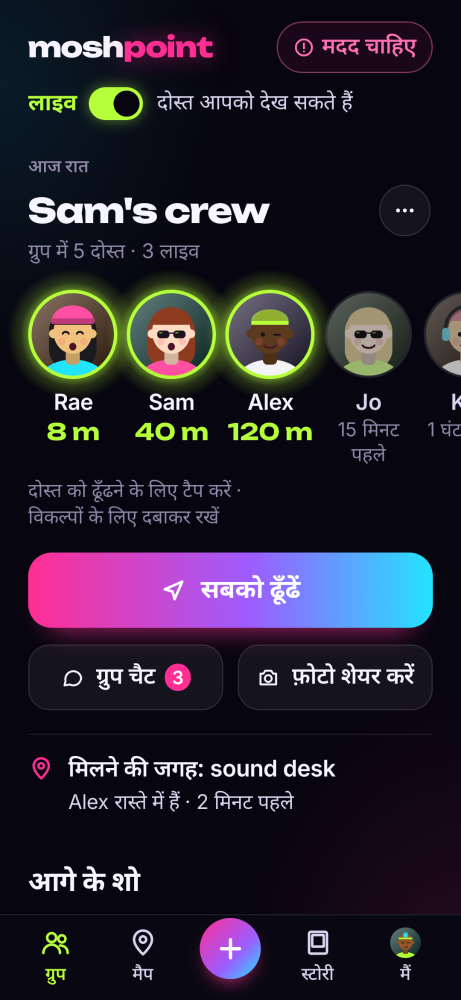 moshpoint
मदद चाहिए
लाइव
दोस्त आपको देख सकते हैं
आज रात
Sam's crew
ग्रुप में 5 दोस्त · 3 लाइव
Rae
8 m
Sam
40 m
Alex
120 m
Jo
15 मिनट
पहले
K
1 घंट
दोस्त को ढूँढने के लिए टैप करें ·
विकल्पों के लिए दबाकर रखें
सबको ढूँढें
ग्रुप चैट 3
फ़ोटो शेयर करें
मिलने की जगह: sound desk
Alex रास्ते में हैं · 2 मिनट पहले
आगे के शो
ग्रुप
मैप
स्टोरी
मैं